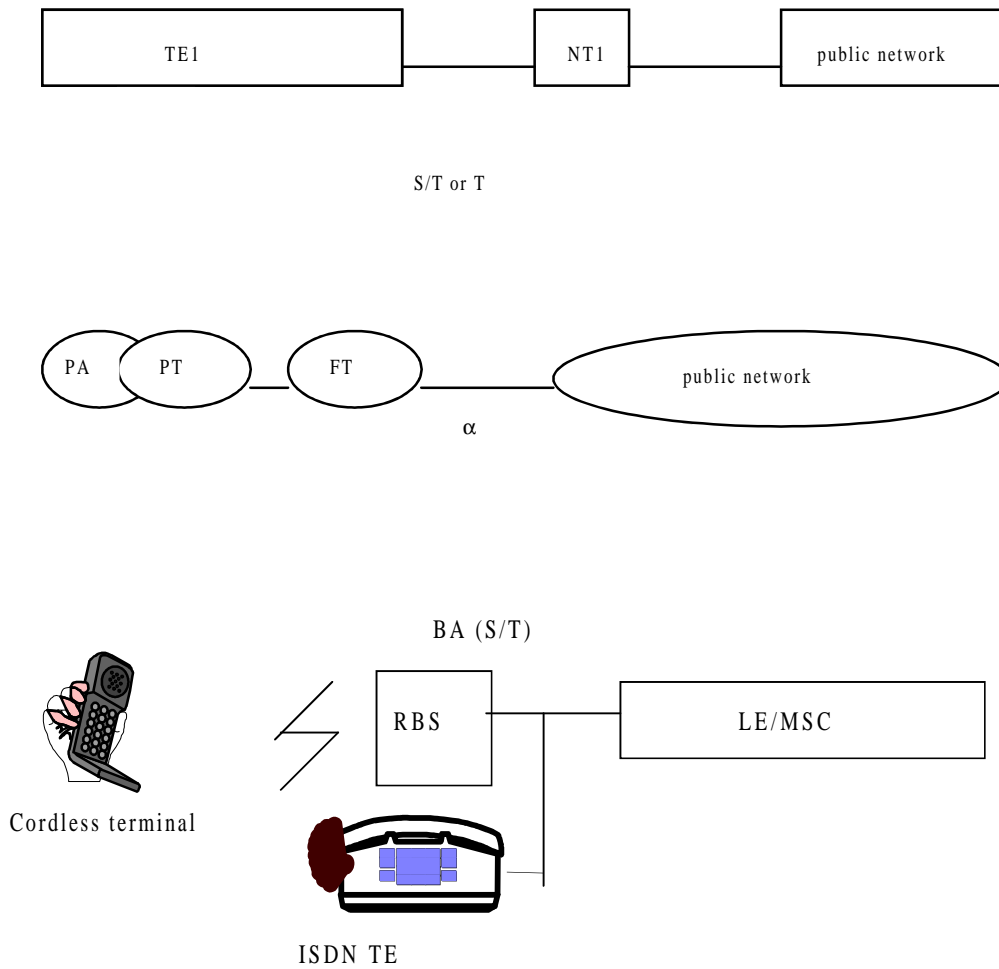 TE1 NT1 public network
S/T or T
PA PT FT public network
α
BA (S/T)
RBS LE/MSC
Cordless terminal
ISDN TE